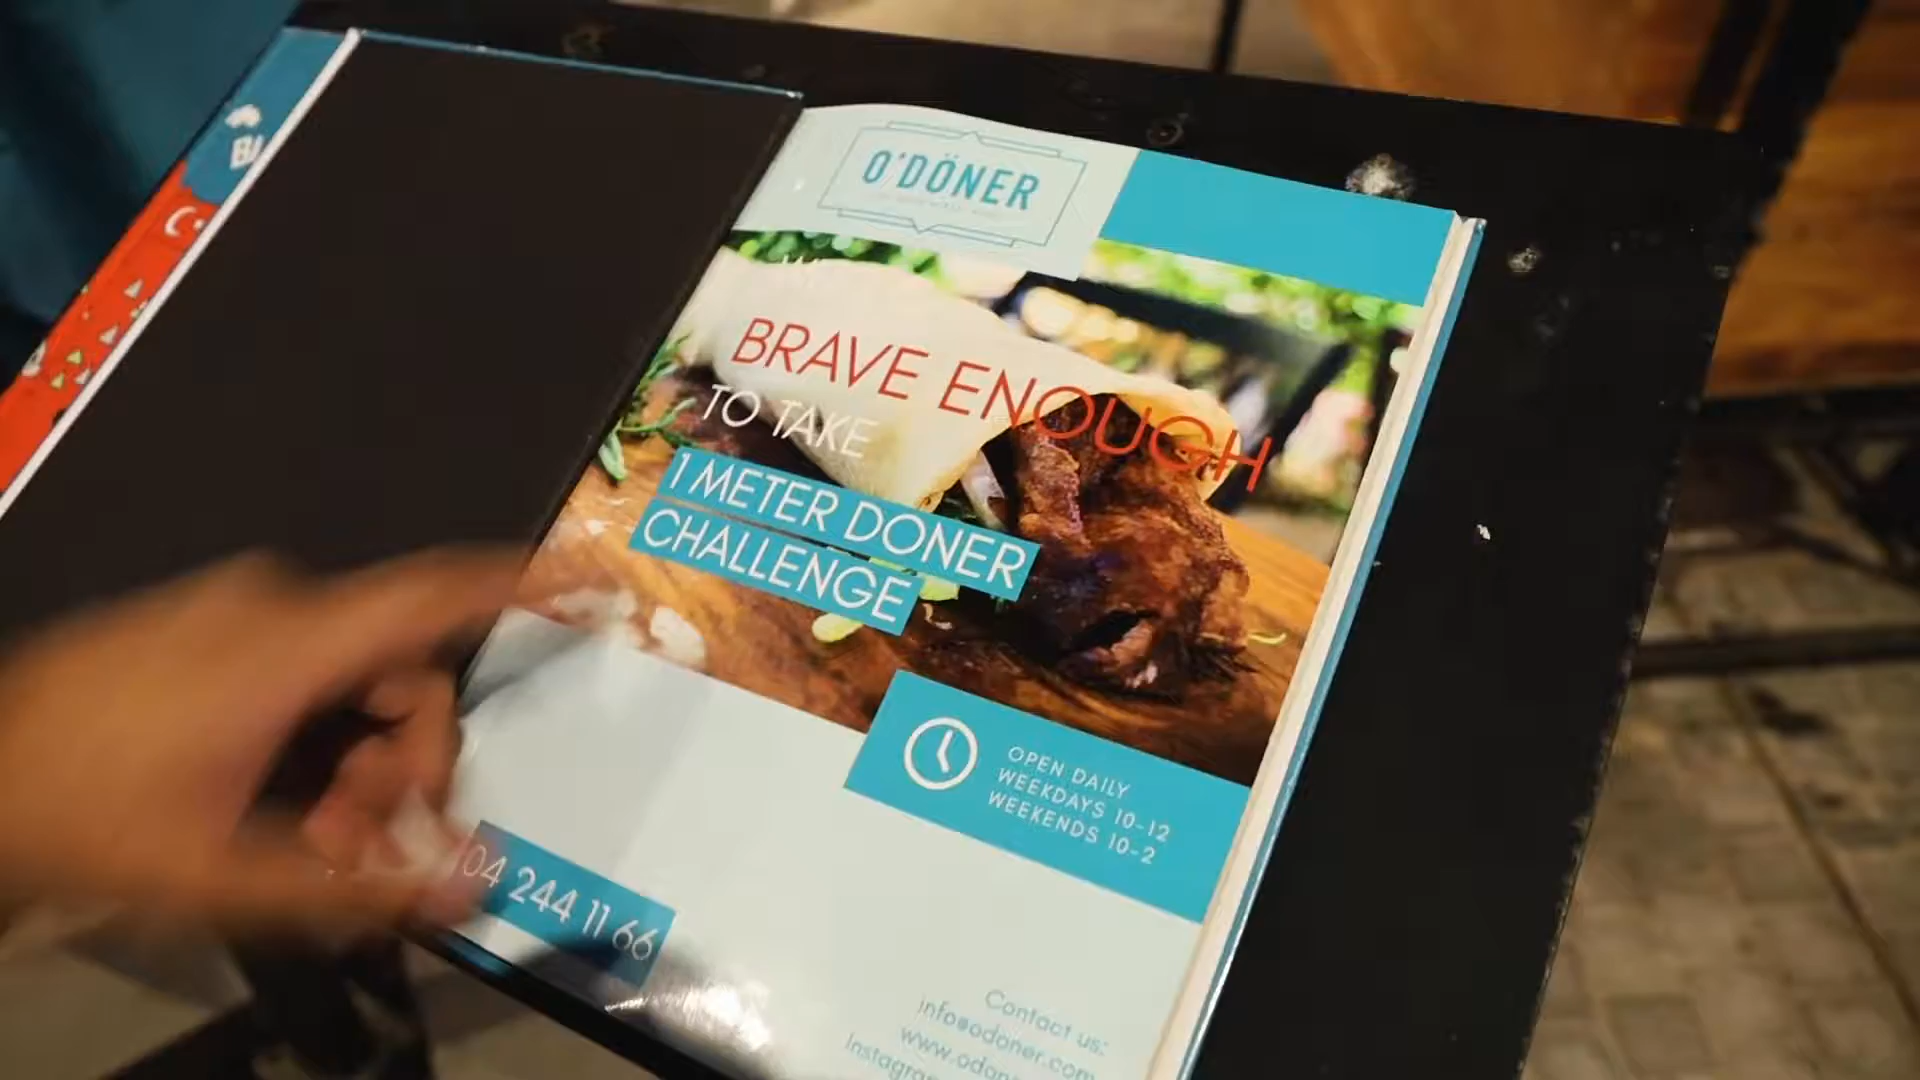 O'DÖNER
BRAVE ENOUGH
TO TAKE
1 METER DONER
CHALLENGE
OPEN DAILY
WEEKDAYS 10-12
WEEKENDS 10-2
04 244 11 66
Contact us:
info@odoner.com